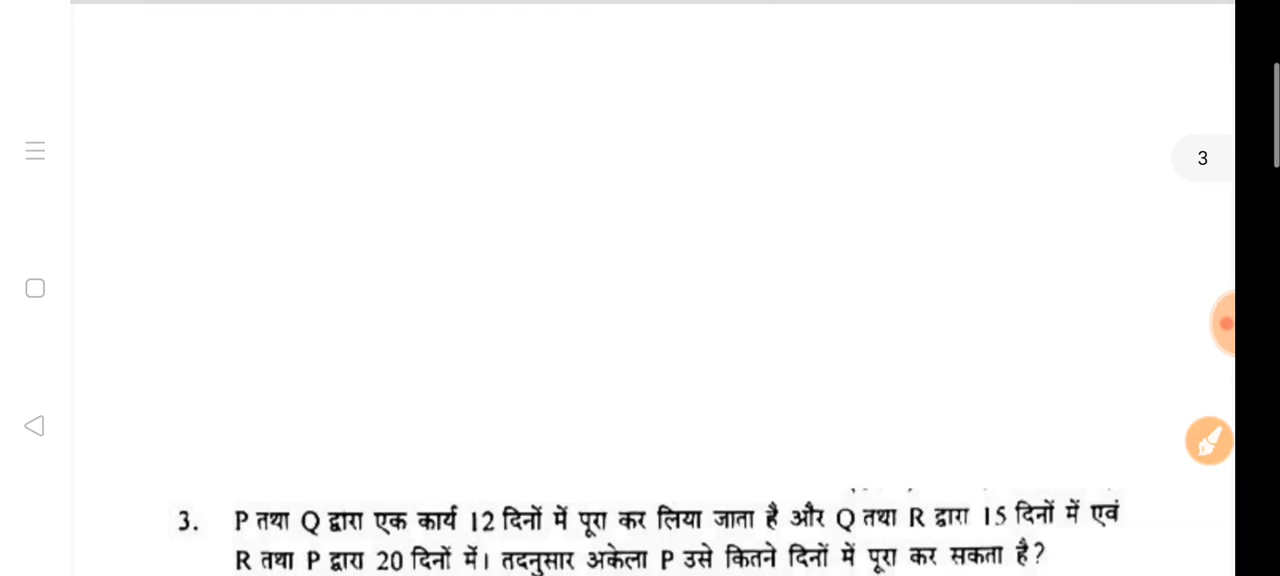 3
3. P तथा Q द्वारा एक कार्य 12 दिनों में पूरा कर लिया जाता है और Q तथा R द्वारा 15 दिनों में एवं
R तथा P द्वारा 20 दिनों में। तदनुसार अकेला P उसे कितने दिनों में पूरा कर सकता है?